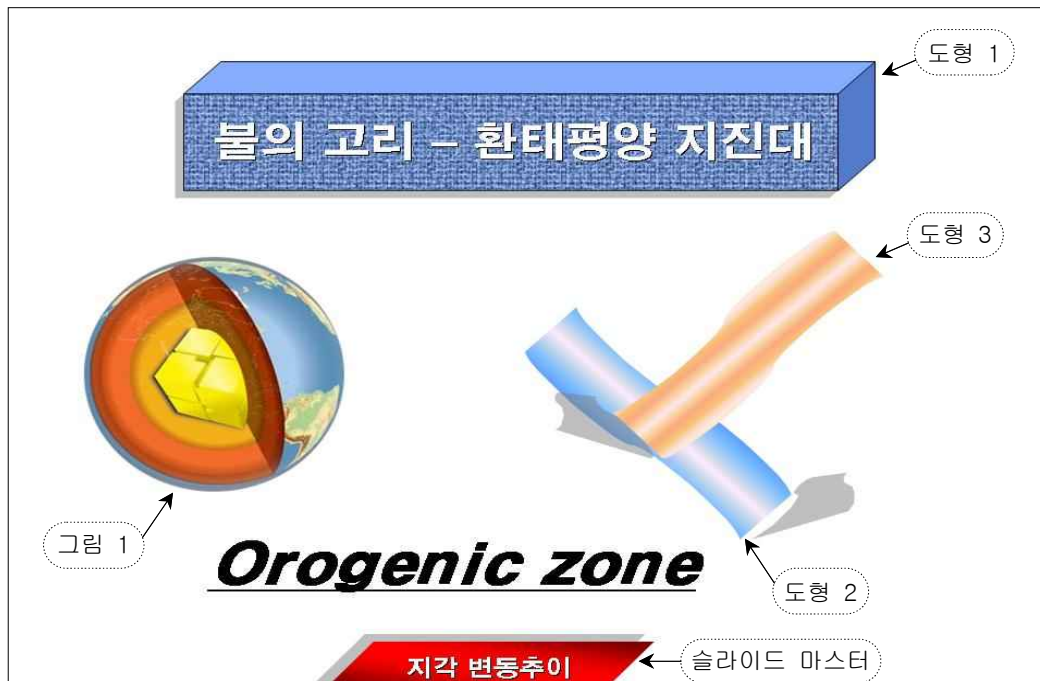 도형 1
불의 고리 – 환태평양 지진대
도형 3
그림 1
Orogenic zone
도형 2
지각 변동추이
슬라이드 마스터